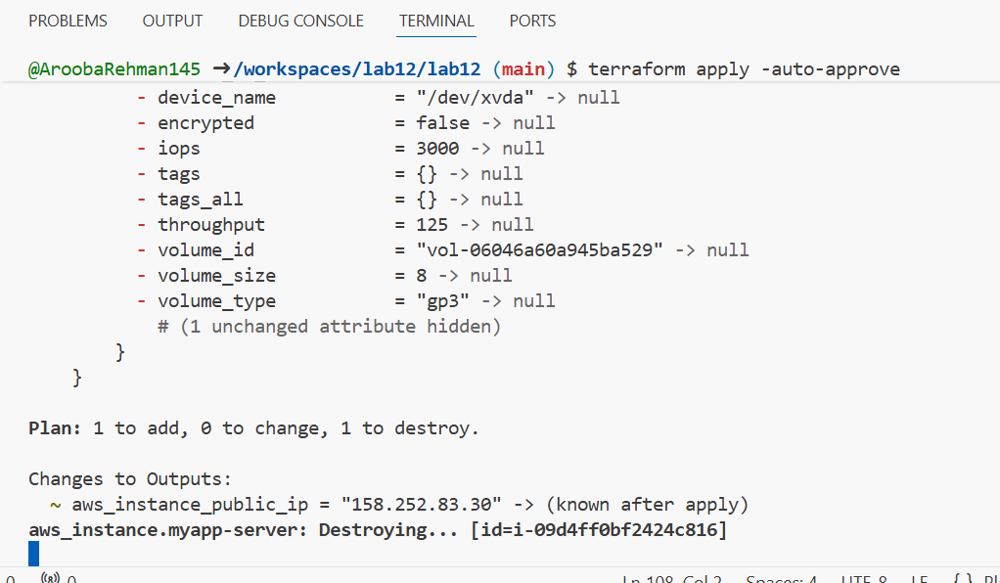 PROBLEMS OUTPUT DEBUG CONSOLE TERMINAL PORTS
@AroobaRehman145 ➜/workspaces/lab12/lab12 (main) $ terraform apply -auto-approve
- device_name = "/dev/xvda" -> null
- encrypted = false -> null
- iops = 3000 -> null
- tags = {} -> null
- tags_all = {} -> null
- throughput = 125 -> null
- volume_id = "vol-06046a60a945ba529" -> null
- volume_size = 8 -> null
- volume_type = "gp3" -> null
# (1 unchanged attribute hidden)
}
}
Plan: 1 to add, 0 to change, 1 to destroy.
Changes to Outputs:
~ aws_instance_public_ip = "158.252.83.30" -> (known after apply)
aws_instance.myapp-server: Destroying... [id=i-09d4ff0bf2424c816]
0 0 Ln 108, Col 2 Spaces: 4 UTF-8 LF { }